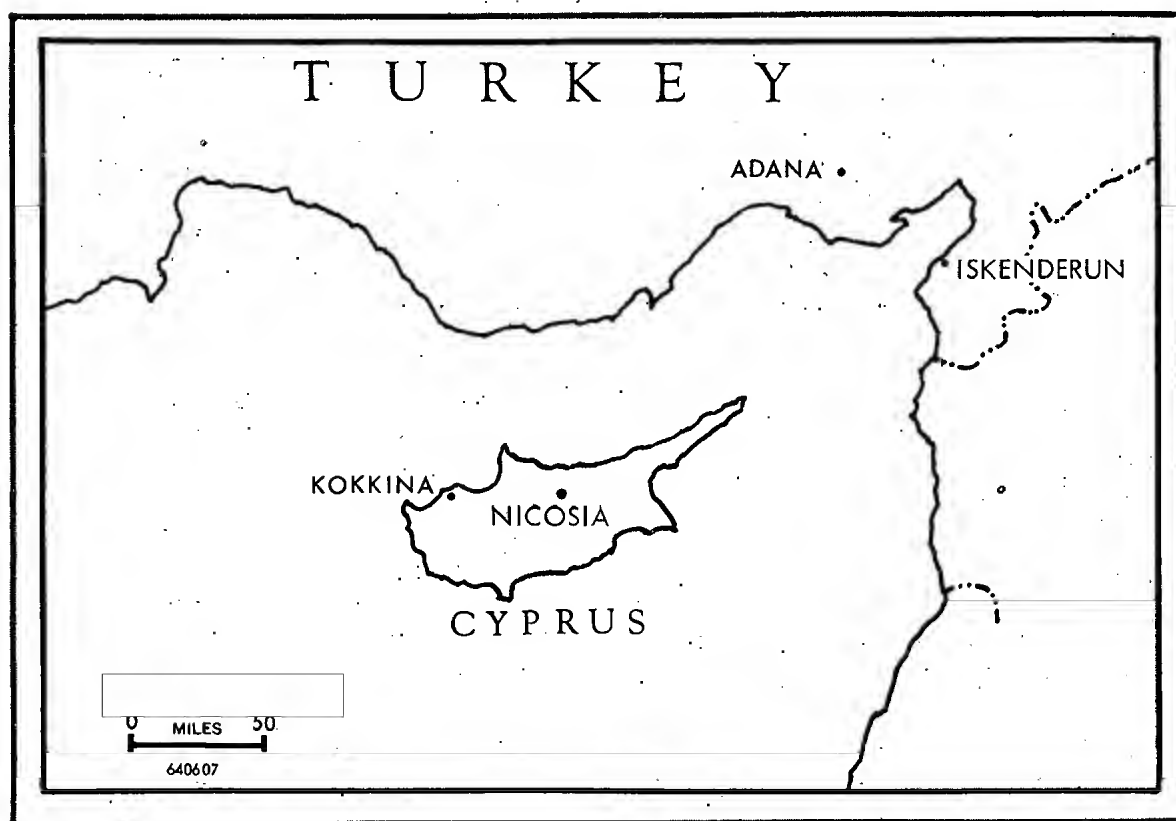 TURKEY
ADANA
ISKENDERUN
KOKKINA
NICOSIA
CYPRUS
0 MILES 50
640607